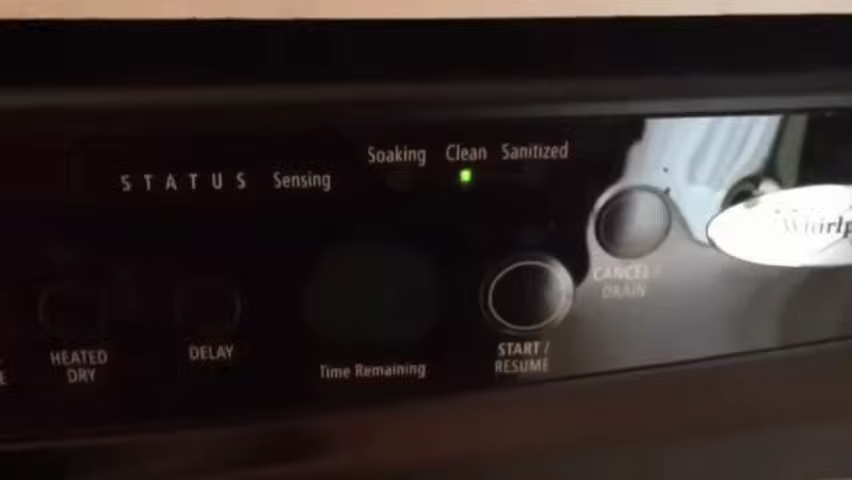 Soaking Clean Sanitized
STATUS Sensing
CANCEL/
DRAIN
HEATED
DRY
DELAY
START/
RESUME
Time Remaining